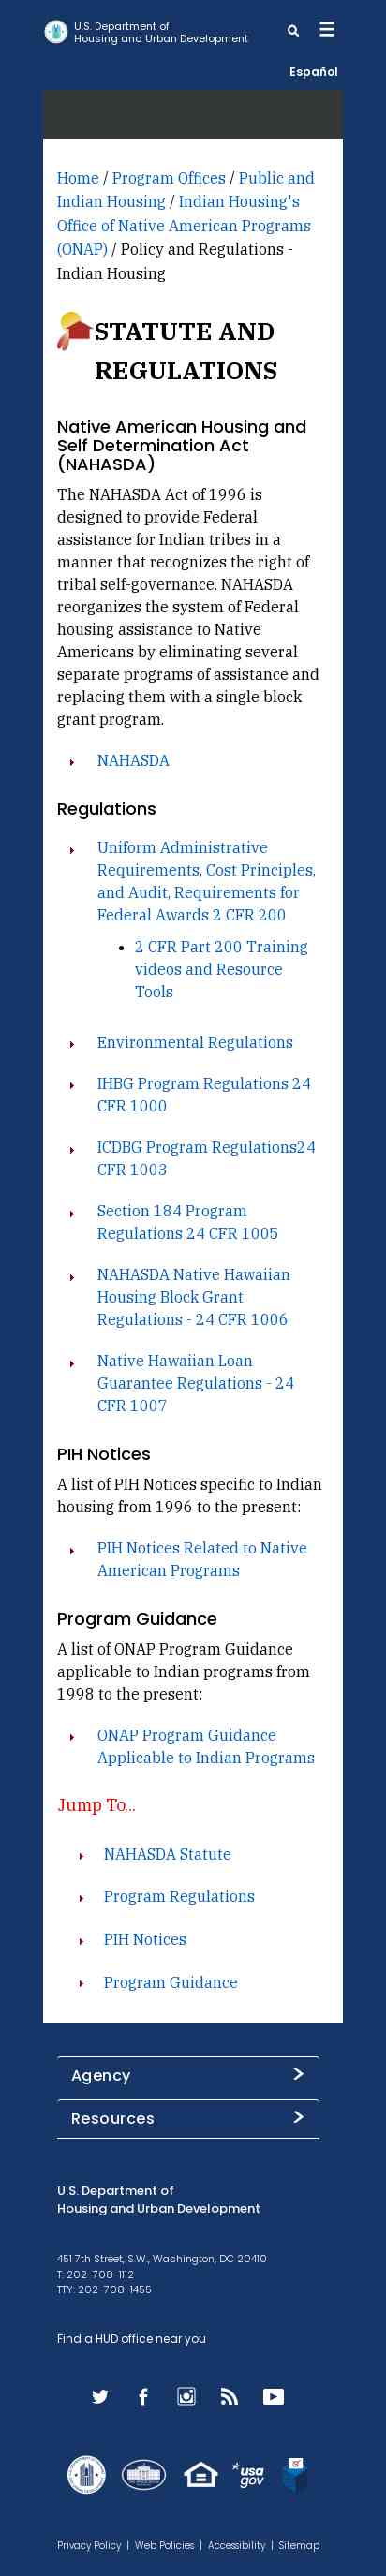 U.S. Department of
Housing and Urban Development
Español
Home / Program Offices / Public and
Indian Housing / Indian Housing's
Office of Native American Programs
(ONAP) / Policy and Regulations -
Indian Housing
STATUTE AND
REGULATIONS
Native American Housing and
Self Determination Act
(NAHASDA)
The NAHASDA Act of 1996 is
designed to provide Federal
assistance for Indian tribes in a
manner that recognizes the right of
tribal self-governance. NAHASDA
reorganizes the system of Federal
housing assistance to Native
Americans by eliminating several
separate programs of assistance and
replacing them with a single block
grant program.
NAHASDA
Regulations
Uniform Administrative
Requirements, Cost Principles,
and Audit, Requirements for
Federal Awards 2 CFR 200
2 CFR Part 200 Training
videos and Resource
Tools
Environmental Regulations
IHBG Program Regulations 24
CFR 1000
ICDBG Program Regulations24
CFR 1003
Section 184 Program
Regulations 24 CFR 1005
NAHASDA Native Hawaiian
Housing Block Grant
Regulations - 24 CFR 1006
Native Hawaiian Loan
Guarantee Regulations - 24
CFR 1007
PIH Notices
A list of PIH Notices specific to Indian
housing from 1996 to the present:
PIH Notices Related to Native
American Programs
Program Guidance
A list of ONAP Program Guidance
applicable to Indian programs from
1998 to the present:
ONAP Program Guidance
Applicable to Indian Programs
Jump To...
NAHASDA Statute
Program Regulations
PIH Notices
Program Guidance
Agency
Resources
U.S. Department of
Housing and Urban Development
451 7th Street, S.W., Washington, DC 20410
T: 202-708-1112
TTY: 202-708-1455
Find a HUD office near you
usa
gov
Privacy Policy | Web Policies | Accessibility | Sitemap